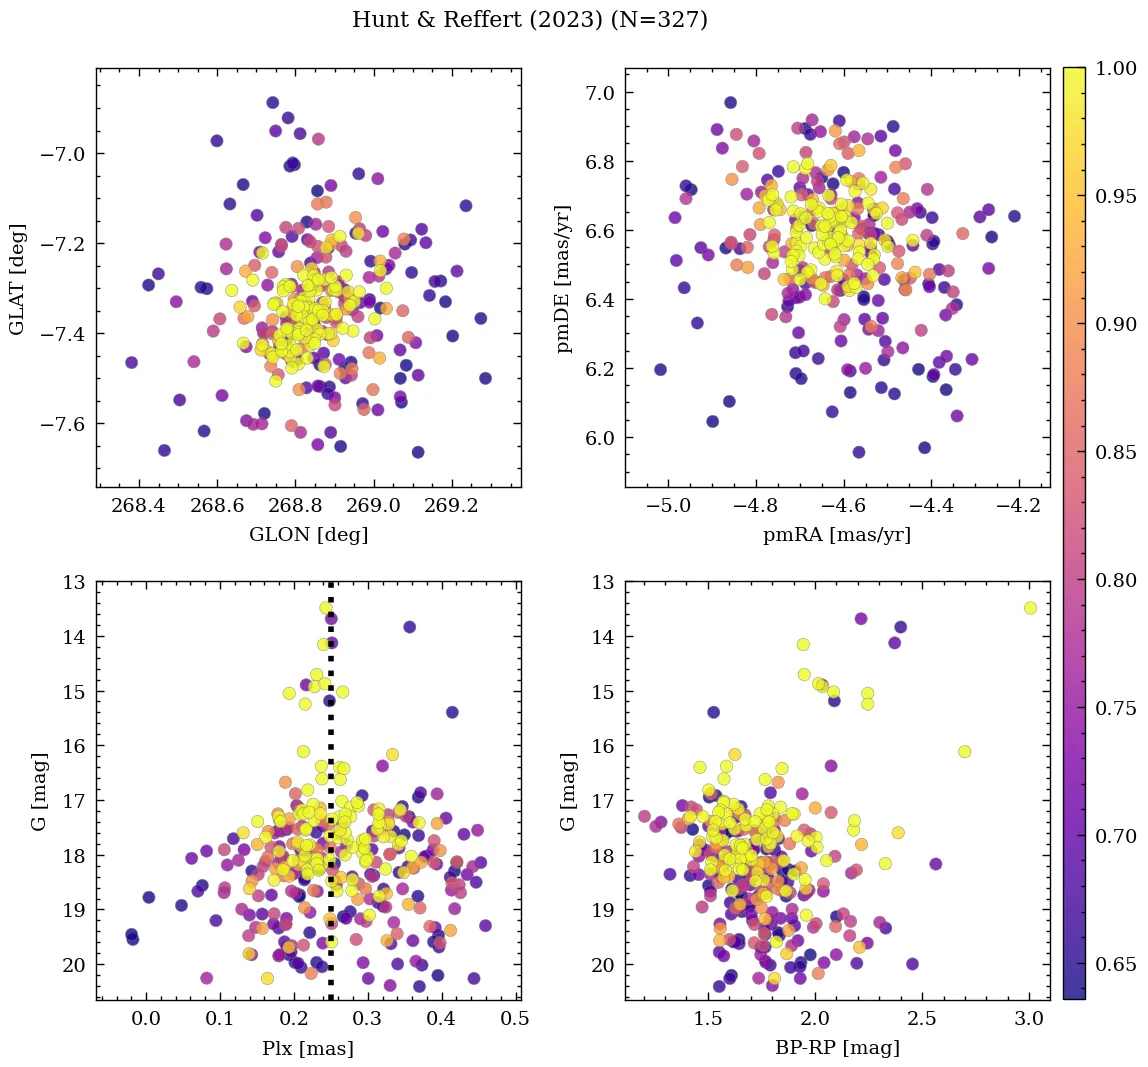 Hunt & Reffert (2023) (N=327)
−7.0
−7.2
−7.4
−7.6
GLAT [deg]
268.4 268.6 268.8 269.0 269.2
GLON [deg]
7.0
6.8
6.6
6.4
6.2
6.0
pmDE [mas/yr]
−5.0 −4.8 −4.6 −4.4 −4.2
pmRA [mas/yr]
13
14
15
16
17
18
19
20
G [mag]
0.0 0.1 0.2 0.3 0.4 0.5
Plx [mas]
13
14
15
16
17
18
19
20
G [mag]
1.5 2.0 2.5 3.0
BP-RP [mag]
1.00
0.95
0.90
0.85
0.80
0.75
0.70
0.65